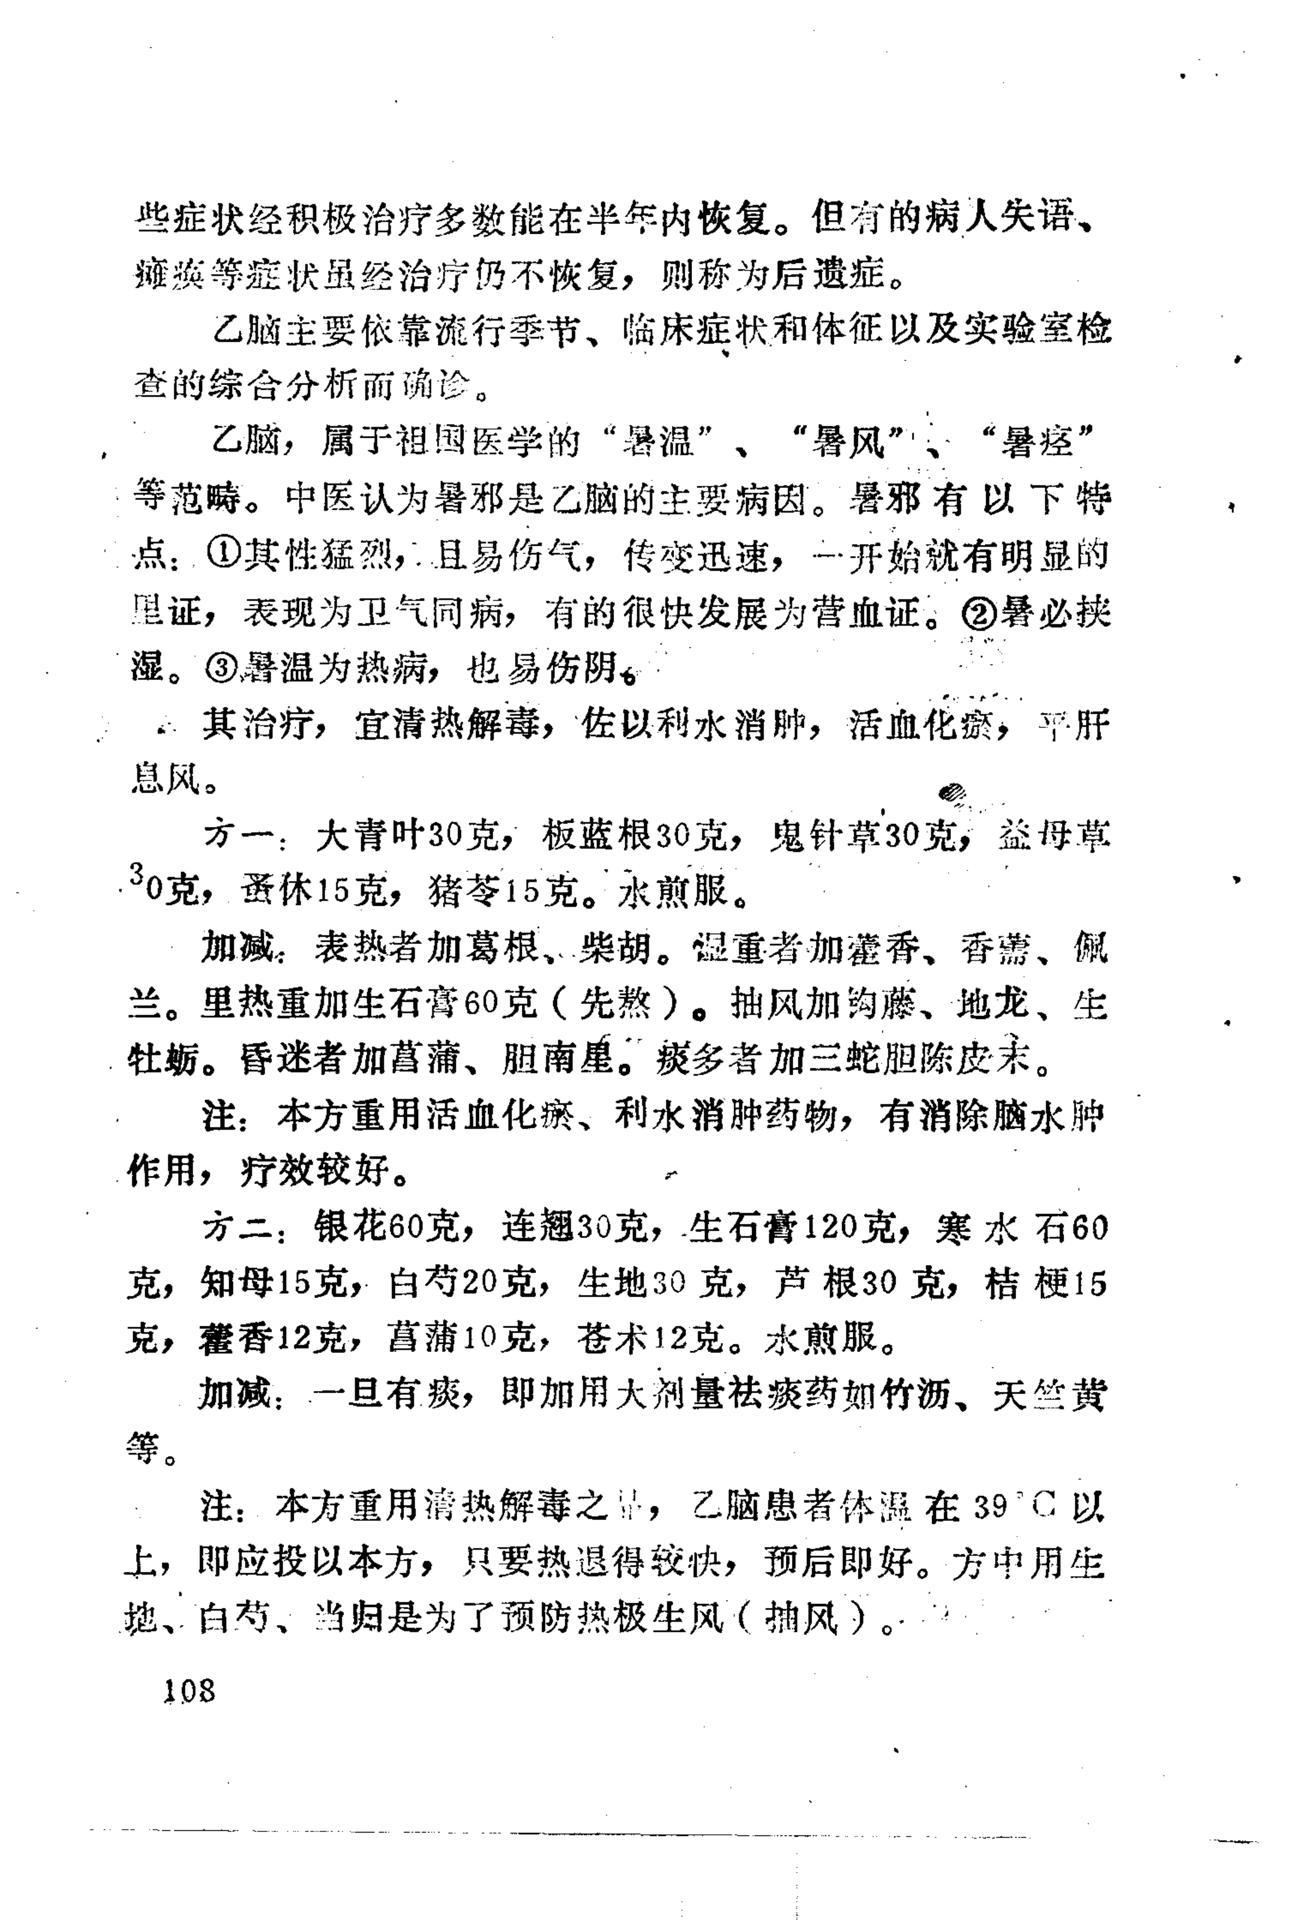 些症状经积极治疗多数能在半年内恢复。但有的病人失语、
瘫痪等症状虽经治疗仍不恢复，则称为后遗症。
乙脑主要依靠流行季节、临床症状和体征以及实验室检
查的综合分析而确诊。
乙脑，属于祖国医学的“暑温”、“暑风”、“暑痉”
等范畴。中医认为暑邪是乙脑的主要病因。暑邪有以下特
点：①其性猛烈，且易伤气，传变迅速，一开始就有明显的
里证，表现为卫气同病，有的很快发展为营血证。②暑必挟
湿。③暑温为热病，也易伤阴。
其治疗，宜清热解毒，佐以利水消肿，活血化瘀，平肝
息风。
方一：大青叶30克，板蓝根30克，鬼针草30克，益母草
30克，蚤休15克，猪苓15克。水煎服。
加减：表热者加葛根、柴胡。湿重者加藿香、香薷、佩
兰。里热重加生石膏60克（先熬）。抽风加钩藤、地龙、生
牡蛎。昏迷者加菖蒲、胆南星。痰多者加三蛇胆陈皮末。
注：本方重用活血化瘀、利水消肿药物，有消除脑水肿
作用，疗效较好。
方二：银花60克，连翘30克，生石膏120克，寒水石60
克，知母15克，白芍20克，生地30克，芦根30克，桔梗15
克，藿香12克，菖蒲10克，苍术12克。水煎服。
加减：一旦有痰，即加用大剂量祛痰药如竹沥、天竺黄
等。
注：本方重用清热解毒之，乙脑患者体温在39°C以
上，即应投以本方，只要热退得较快，预后即好。方中用生
地、白芍、当归是为了预防热极生风（抽风）。
108